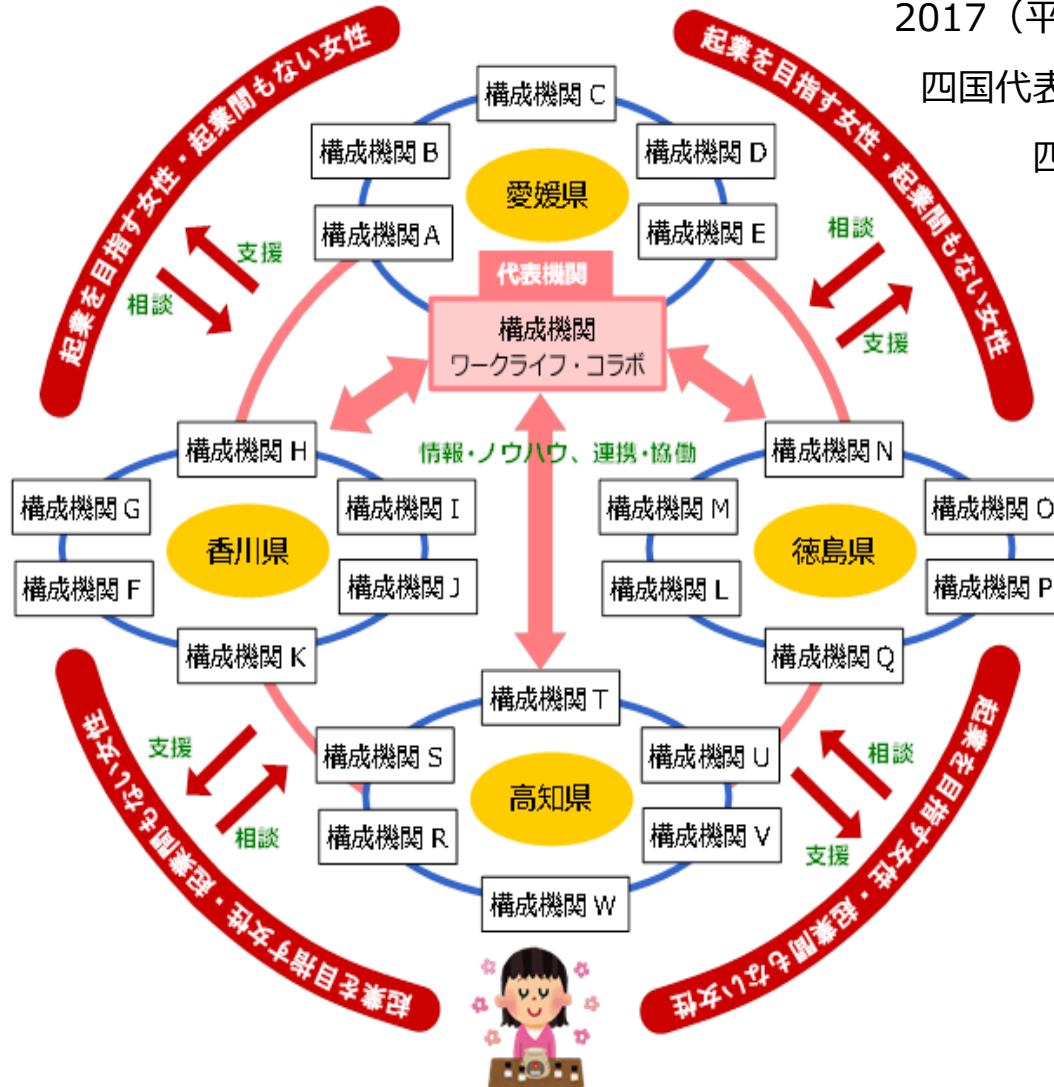 2017（平
四国代表
四
起業を目指す女性・起業間もない女性
起業を目指す女性・起業間もない女性
構成機関 C
構成機関 B
構成機関 D
愛媛県
構成機関 A
構成機関 E
代表機関
構成機関
ワークライフ・コラボ
支援
相談
相談
支援
情報・ノウハウ、連携・協働
構成機関 H
構成機関 G
構成機関 I
香川県
構成機関 F
構成機関 J
構成機関 K
構成機関 N
構成機関 M
構成機関 O
徳島県
構成機関 L
構成機関 P
構成機関 Q
構成機関 T
構成機関 S
構成機関 U
高知県
構成機関 R
構成機関 V
構成機関 W
支援
相談
相談
支援
起業を目指す女性・起業間もない女性
起業を目指す女性・起業間もない女性